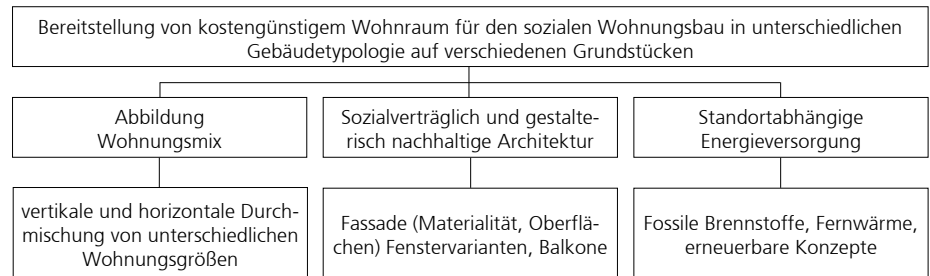 Bereitstellung von kostengünstigem Wohnraum für den sozialen Wohnungsbau in unterschiedlichen
Gebäudetypologie auf verschiedenen Grundstücken
Abbildung
Wohnungsmix
Sozialverträglich und gestalte-
risch nachhaltige Architektur
Standortabhängige
Energieversorgung
vertikale und horizontale Durch-
mischung von unterschiedlichen
Wohnungsgrößen
Fassade (Materialität, Oberflä-
chen) Fenstervarianten, Balkone
Fossile Brennstoffe, Fernwärme,
erneuerbare Konzepte